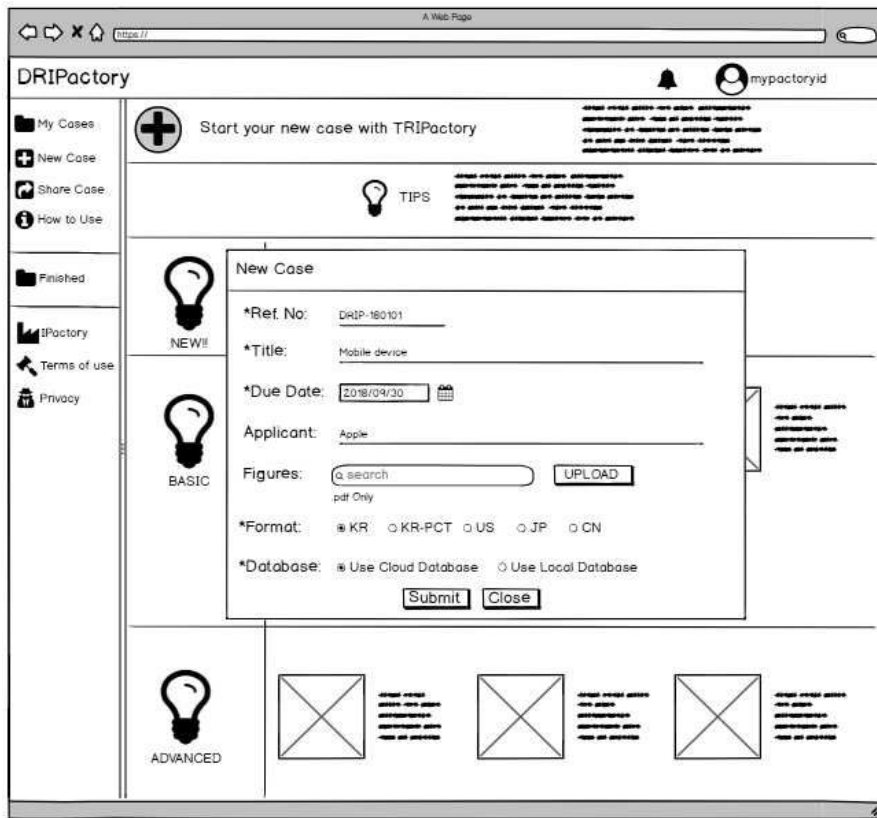 A Web Page
https://
DRIPactory
mypactoryid
My Cases
New Case
Share Case
How to Use
Finished
IPactory
Terms of use
Privacy
Start your new case with TRIPactory
TIPS
NEW!!
BASIC
ADVANCED
New Case
*Ref. No: DRIP-180101
*Title: Mobile device
*Due Date: 2018/09/30
Applicant: Apple
Figures: search UPLOAD
.pdf Only
*Format: KR KR-PCT US JP CN
*Database: Use Cloud Database Use Local Database
Submit Close